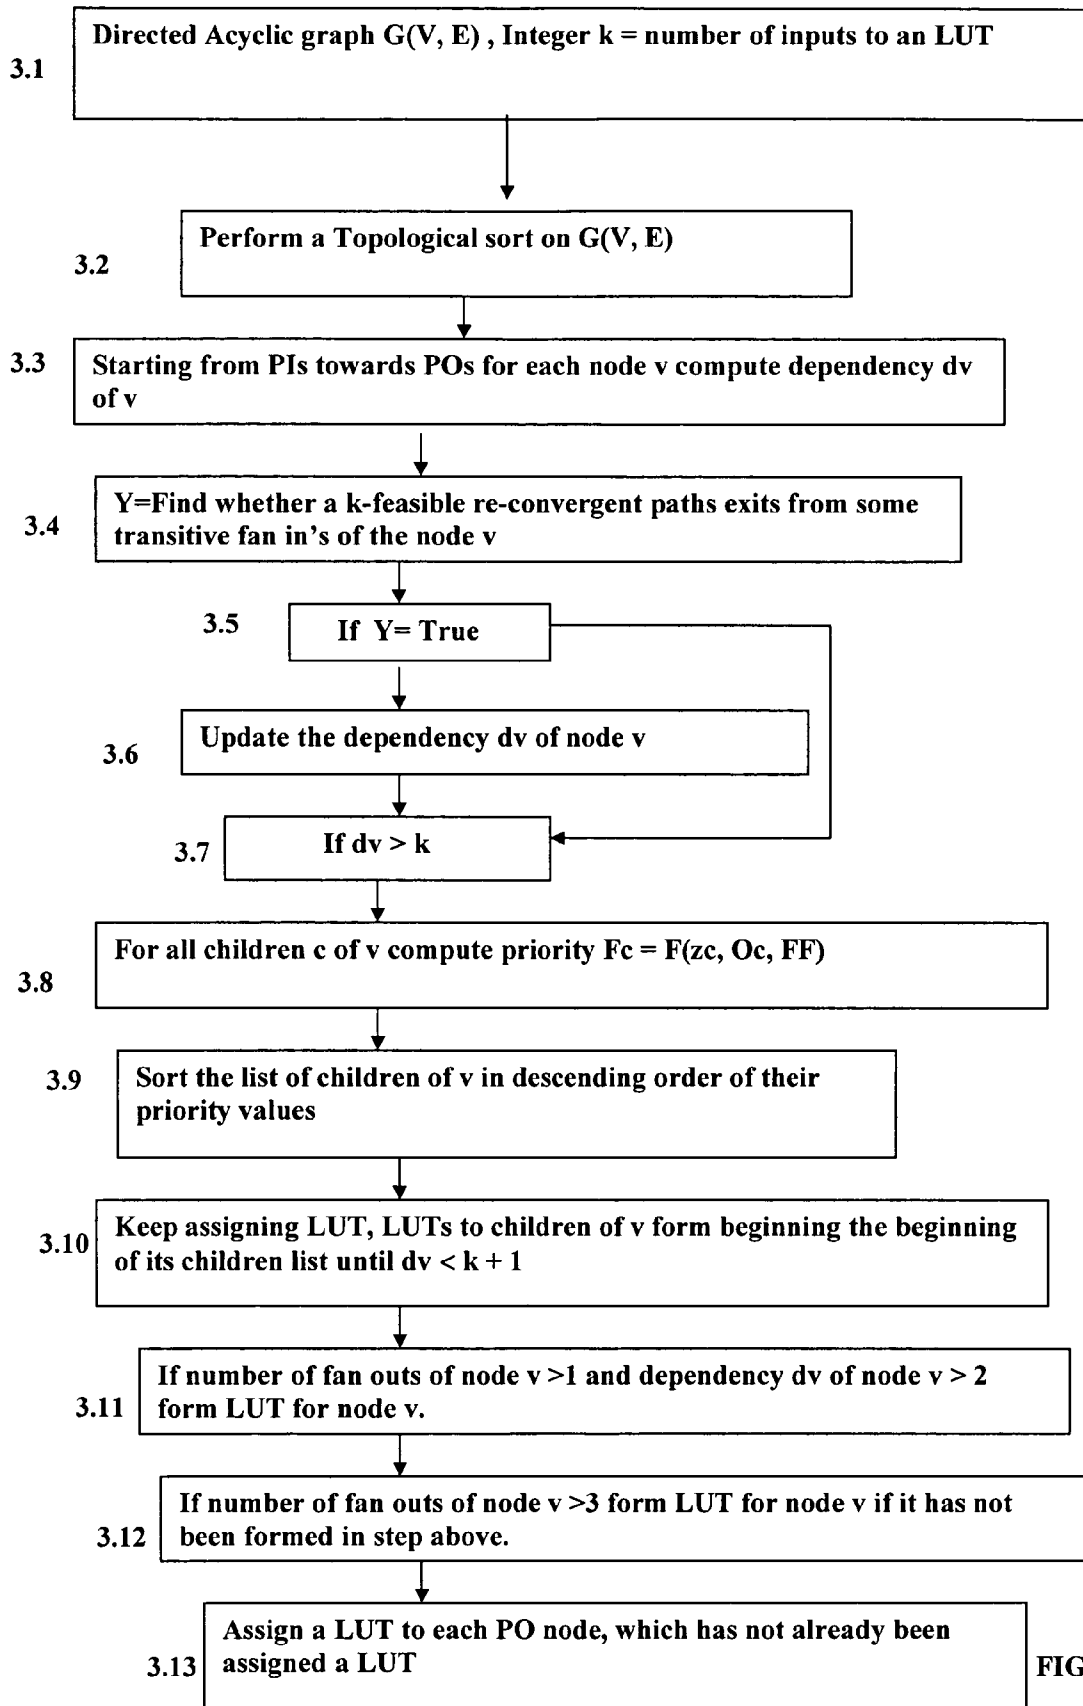 Directed Acyclic graph G(V, E) , Integer k = number of inputs to an LUT
3.1
Perform a Topological sort on G(V, E)
3.2
3.3
Starting from PIs towards POs for each node v compute dependency dv
of v
Y=Find whether a k-feasible re-convergent paths exits from some
transitive fan in's of the node v
3.4
3.5
If Y= True
Update the dependency dv of node v
3.6
If dv > k
3.7
For all children c of v compute priority Fc = F(zc, Oc, FF)
3.8
3.9
Sort the list of children of v in descending order of their
priority values
Keep assigning LUT, LUTs to children of v form beginning the beginning
of its children list until dv < k + 1
3.10
If number of fan outs of node v >1 and dependency dv of node v > 2
form LUT for node v.
3.11
If number of fan outs of node v >3 form LUT for node v if it has not
been formed in step above.
3.12
Assign a LUT to each PO node, which has not already been
assigned a LUT
3.13
FIG